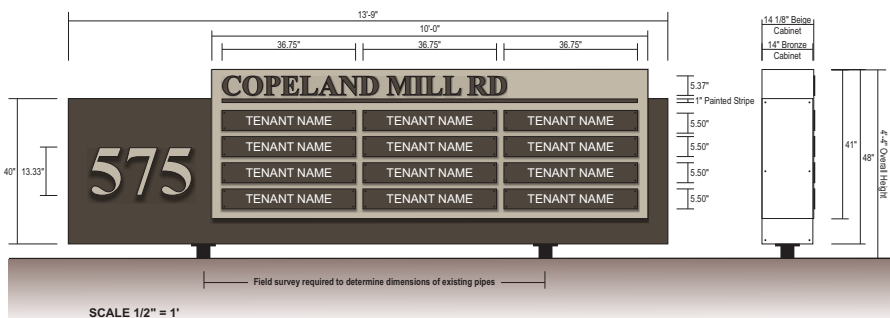 13'-9"
10'-0"
36.75" 36.75" 36.75"
COPELAND MILL RD
575
TENANT NAME TENANT NAME TENANT NAME
TENANT NAME TENANT NAME TENANT NAME
TENANT NAME TENANT NAME TENANT NAME
TENANT NAME TENANT NAME TENANT NAME
40"
13.33"
5.37"
1" Painted Stripe
5.50"
5.50"
5.50"
5.50"
14 1/8" Beige
Cabinet
14" Bronze
Cabinet
41"
48"
4'-4" Overall Height
Field survey required to determine dimensions of existing pipes
SCALE 1/2" = 1'